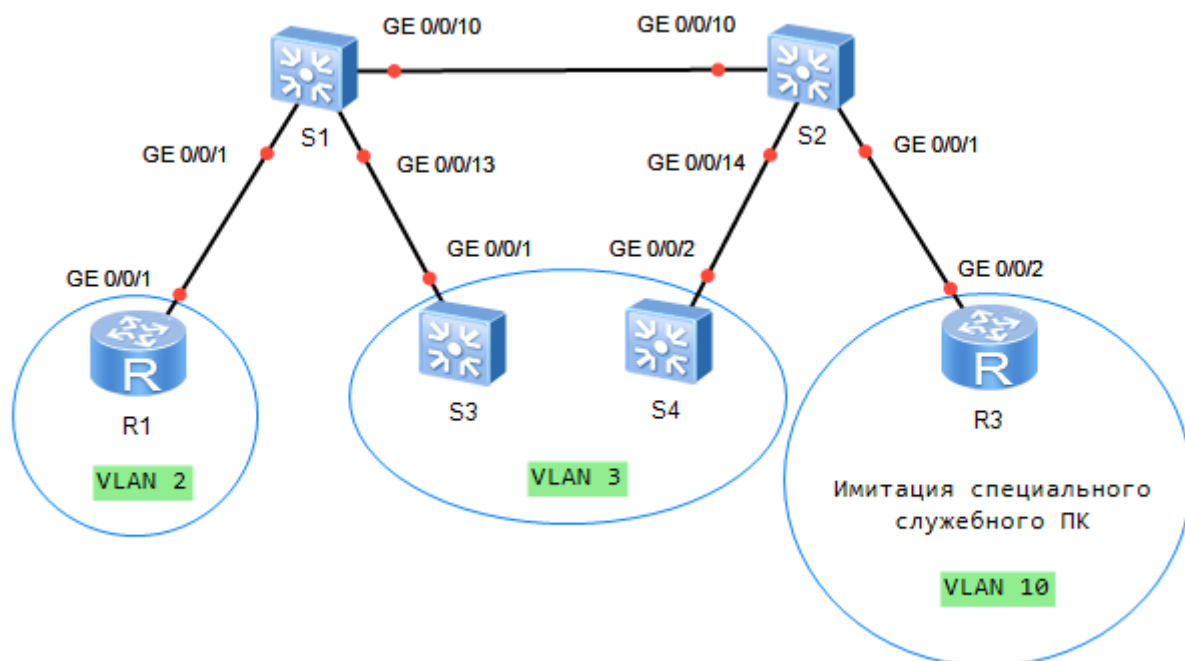 GE 0/0/10
GE 0/0/10
S1
S2
GE 0/0/1
GE 0/0/13
GE 0/0/14
GE 0/0/1
GE 0/0/1
GE 0/0/1
GE 0/0/2
GE 0/0/2
R
R1
S3
S4
R
R3
VLAN 2
VLAN 3
Имитация специального
служебного ПК
VLAN 10